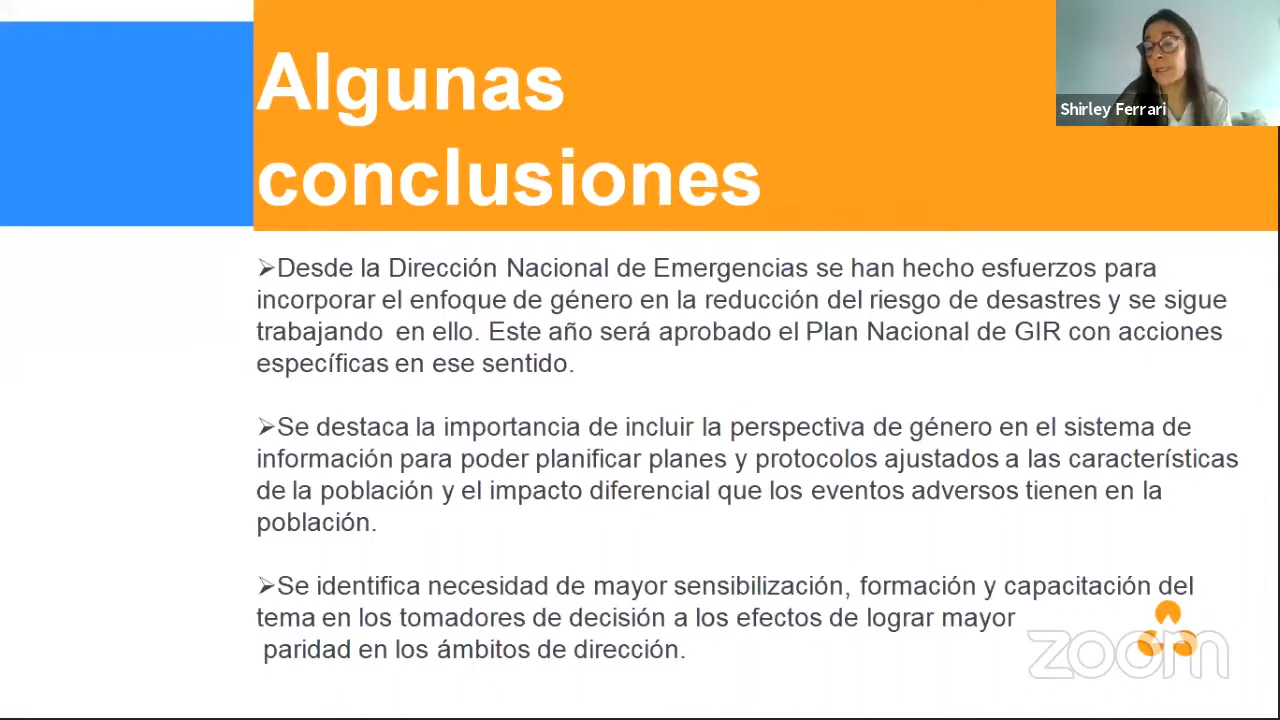 Algunas
conclusiones
Shirley Ferrari
➢Desde la Dirección Nacional de Emergencias se han hecho esfuerzos para
incorporar el enfoque de género en la reducción del riesgo de desastres y se sigue
trabajando en ello. Este año será aprobado el Plan Nacional de GIR con acciones
específicas en ese sentido.
➢Se destaca la importancia de incluir la perspectiva de género en el sistema de
información para poder planificar planes y protocolos ajustados a las características
de la población y el impacto diferencial que los eventos adversos tienen en la
población.
➢Se identifica necesidad de mayor sensibilización, formación y capacitación del
tema en los tomadores de decisión a los efectos de lograr mayor
paridad en los ámbitos de dirección.
zoom